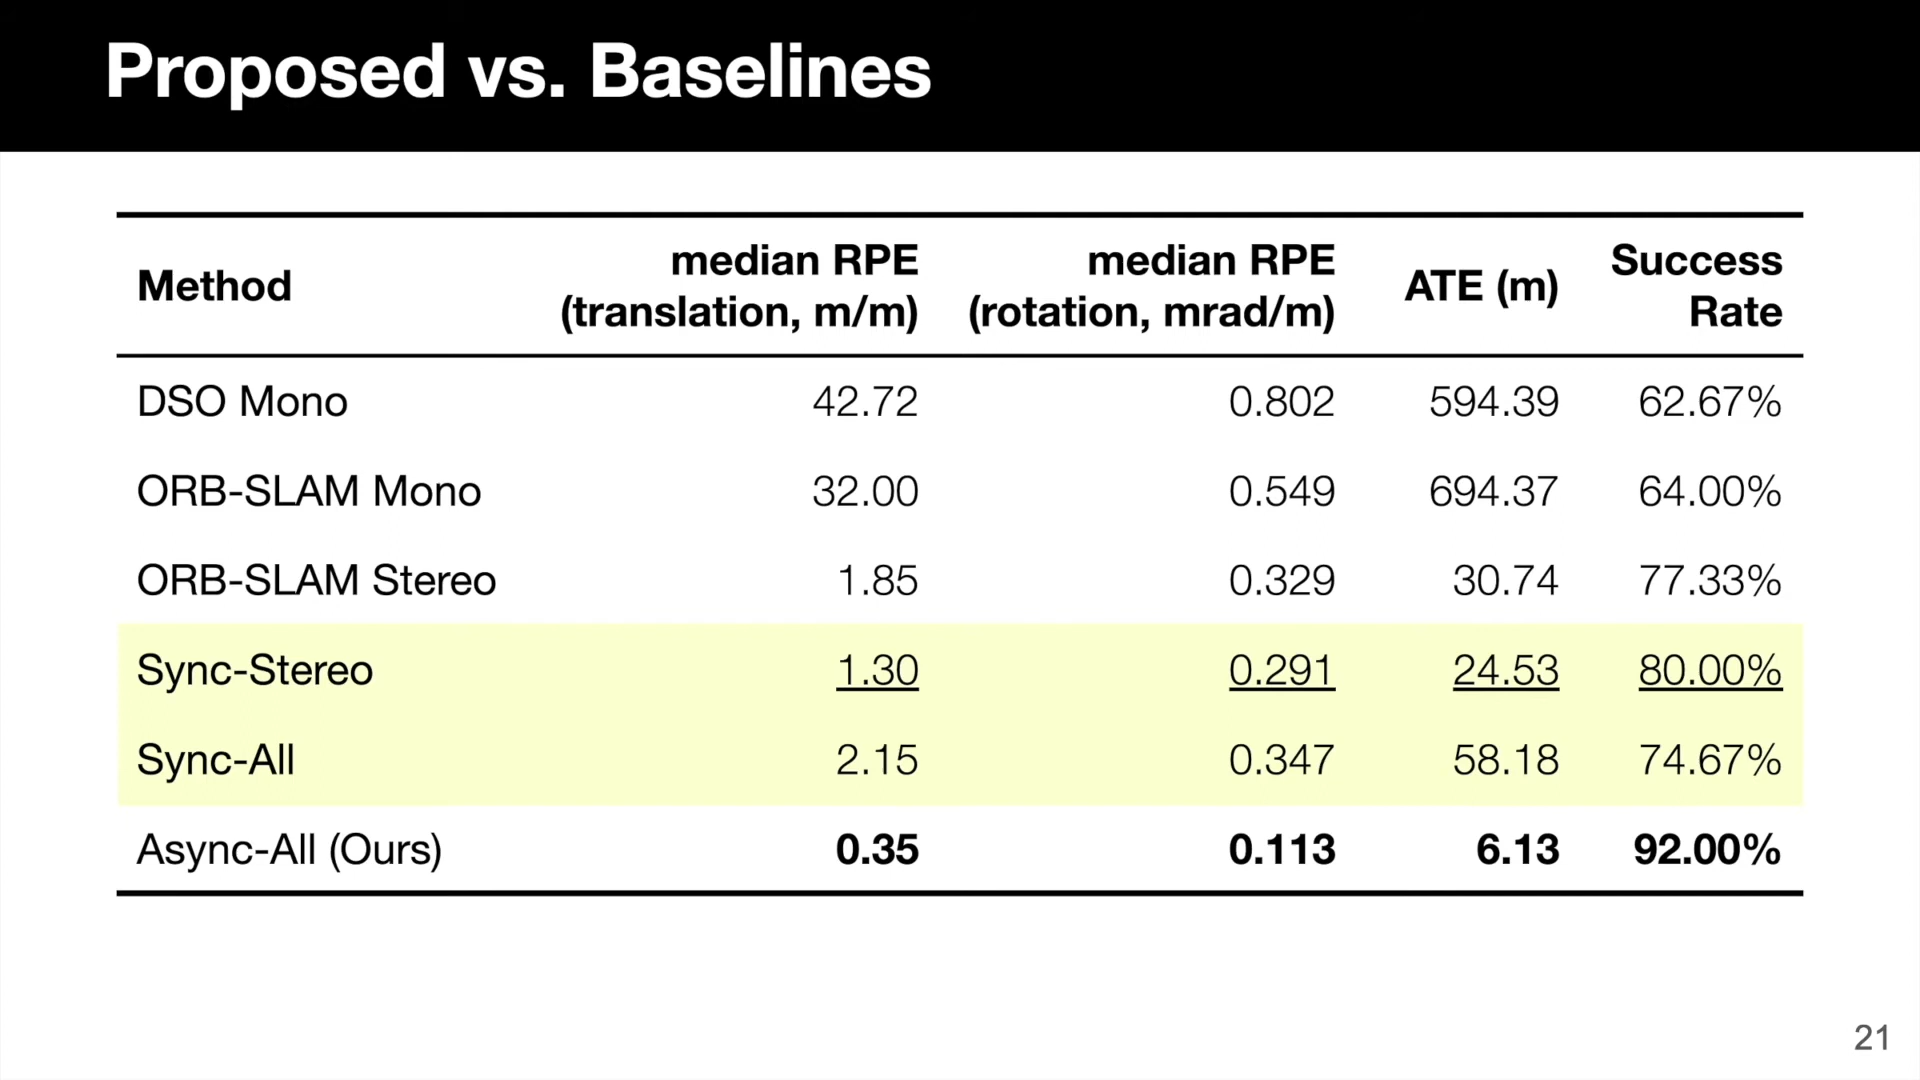 Proposed vs. Baselines
Method median RPE (translation, m/m) median RPE (rotation, mrad/m) ATE (m) Success Rate
DSO Mono 42.72 0.802 594.39 62.67%
ORB-SLAM Mono 32.00 0.549 694.37 64.00%
ORB-SLAM Stereo 1.85 0.329 30.74 77.33%
Sync-Stereo 1.30 0.291 24.53 80.00%
Sync-All 2.15 0.347 58.18 74.67%
Async-All (Ours) 0.35 0.113 6.13 92.00%
21